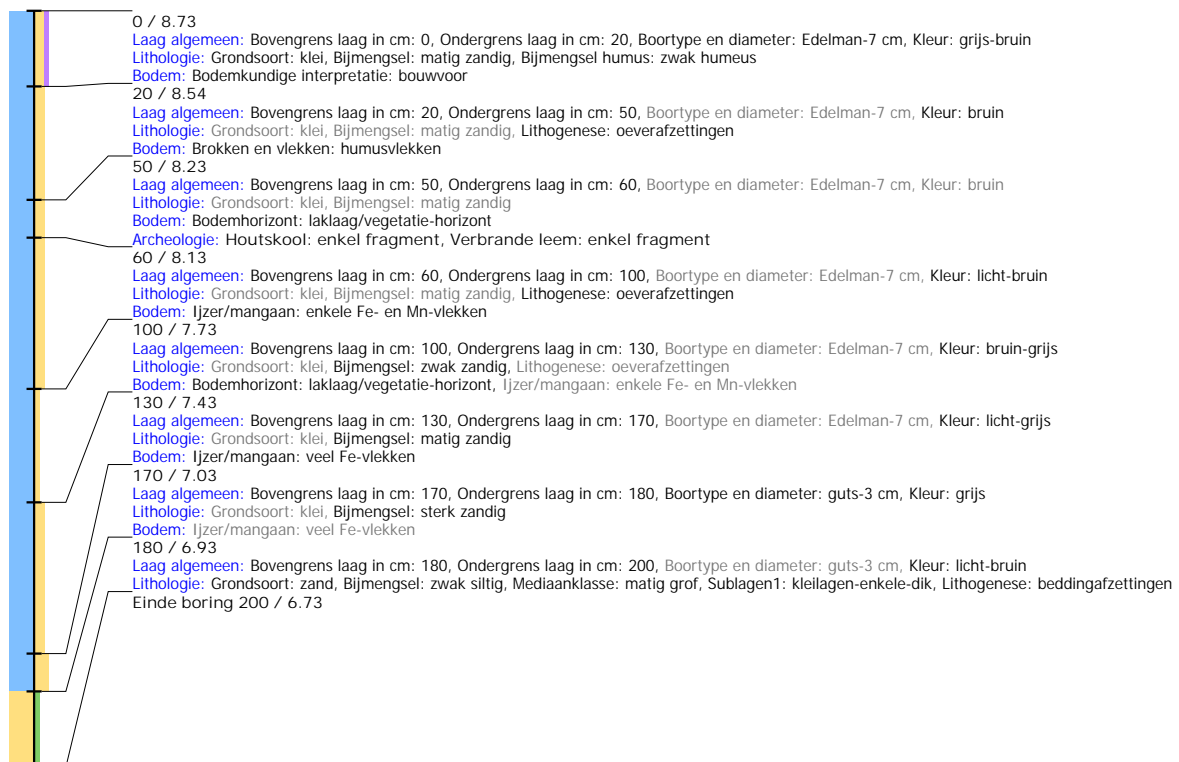 0 / 8.73
Laag algemeen: Bovengrens laag in cm: 0, Ondergrens laag in cm: 20, Boortype en diameter: Edelman-7 cm, Kleur: grijs-bruin
Lithologie: Grondsoort: klei, Bijmengsel: matig zandig, Bijmengsel humus: zwak humeus
Bodem: Bodemkundige interpretatie: bouwvoor
20 / 8.54
Laag algemeen: Bovengrens laag in cm: 20, Ondergrens laag in cm: 50, Boortype en diameter: Edelman-7 cm, Kleur: bruin
Lithologie: Grondsoort: klei, Bijmengsel: matig zandig, Lithogenese: oeverafzettingen
Bodem: Brokken en vlekken: humusvlekken
50 / 8.23
Laag algemeen: Bovengrens laag in cm: 50, Ondergrens laag in cm: 60, Boortype en diameter: Edelman-7 cm, Kleur: bruin
Lithologie: Grondsoort: klei, Bijmengsel: matig zandig
Bodem: Bodemhorizont: laklaag/vegetatie-horizont
Archeologie: Houtskool: enkel fragment, Verbrande leem: enkel fragment
60 / 8.13
Laag algemeen: Bovengrens laag in cm: 60, Ondergrens laag in cm: 100, Boortype en diameter: Edelman-7 cm, Kleur: licht-bruin
Lithologie: Grondsoort: klei, Bijmengsel: matig zandig, Lithogenese: oeverafzettingen
Bodem: Ijzer/mangaan: enkele Fe- en Mn-vlekken
100 / 7.73
Laag algemeen: Bovengrens laag in cm: 100, Ondergrens laag in cm: 130, Boortype en diameter: Edelman-7 cm, Kleur: bruin-grijs
Lithologie: Grondsoort: klei, Bijmengsel: zwak zandig, Lithogenese: oeverafzettingen
Bodem: Bodemhorizont: laklaag/vegetatie-horizont, Ijzer/mangaan: enkele Fe- en Mn-vlekken
130 / 7.43
Laag algemeen: Bovengrens laag in cm: 130, Ondergrens laag in cm: 170, Boortype en diameter: Edelman-7 cm, Kleur: licht-grijs
Lithologie: Grondsoort: klei, Bijmengsel: matig zandig
Bodem: Ijzer/mangaan: veel Fe-vlekken
170 / 7.03
Laag algemeen: Bovengrens laag in cm: 170, Ondergrens laag in cm: 180, Boortype en diameter: guts-3 cm, Kleur: grijs
Lithologie: Grondsoort: klei, Bijmengsel: sterk zandig
Bodem: Ijzer/mangaan: veel Fe-vlekken
180 / 6.93
Laag algemeen: Bovengrens laag in cm: 180, Ondergrens laag in cm: 200, Boortype en diameter: guts-3 cm, Kleur: licht-bruin
Lithologie: Grondsoort: zand, Bijmengsel: zwak siltig, Mediaanklasse: matig grof, Sublagen1: kleilagen-enkele-dik, Lithogenese: beddingafzettingen
Einde boring 200 / 6.73